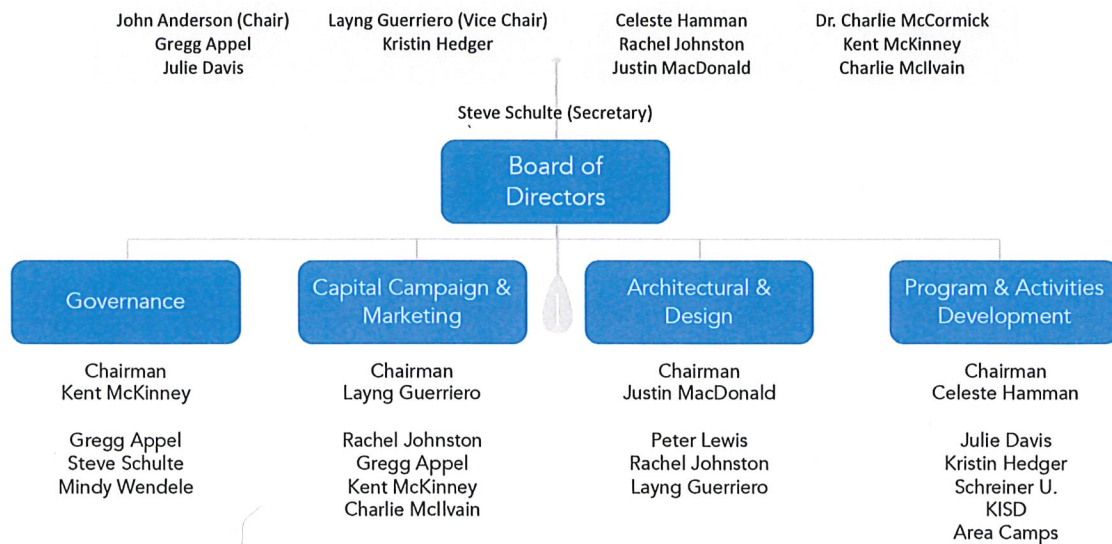 John Anderson (Chair)
Gregg Appel
Julie Davis
Layng Guerriero (Vice Chair)
Kristin Hedger
Celeste Hamman
Rachel Johnston
Justin MacDonald
Dr. Charlie McCormick
Kent McKinney
Charlie McIlvain
Steve Schulte (Secretary)
Board of
Directors
Governance
Chairman
Kent McKinney
Gregg Appel
Steve Schulte
Mindy Wendele
Capital Campaign &
Marketing
Chairman
Layng Guerriero
Rachel Johnston
Gregg Appel
Kent McKinney
Charlie McIlvain
Architectural &
Design
Chairman
Justin MacDonald
Peter Lewis
Rachel Johnston
Layng Guerriero
Program & Activities
Development
Chairman
Celeste Hamman
Julie Davis
Kristin Hedger
Schreiner U.
KISD
Area Camps